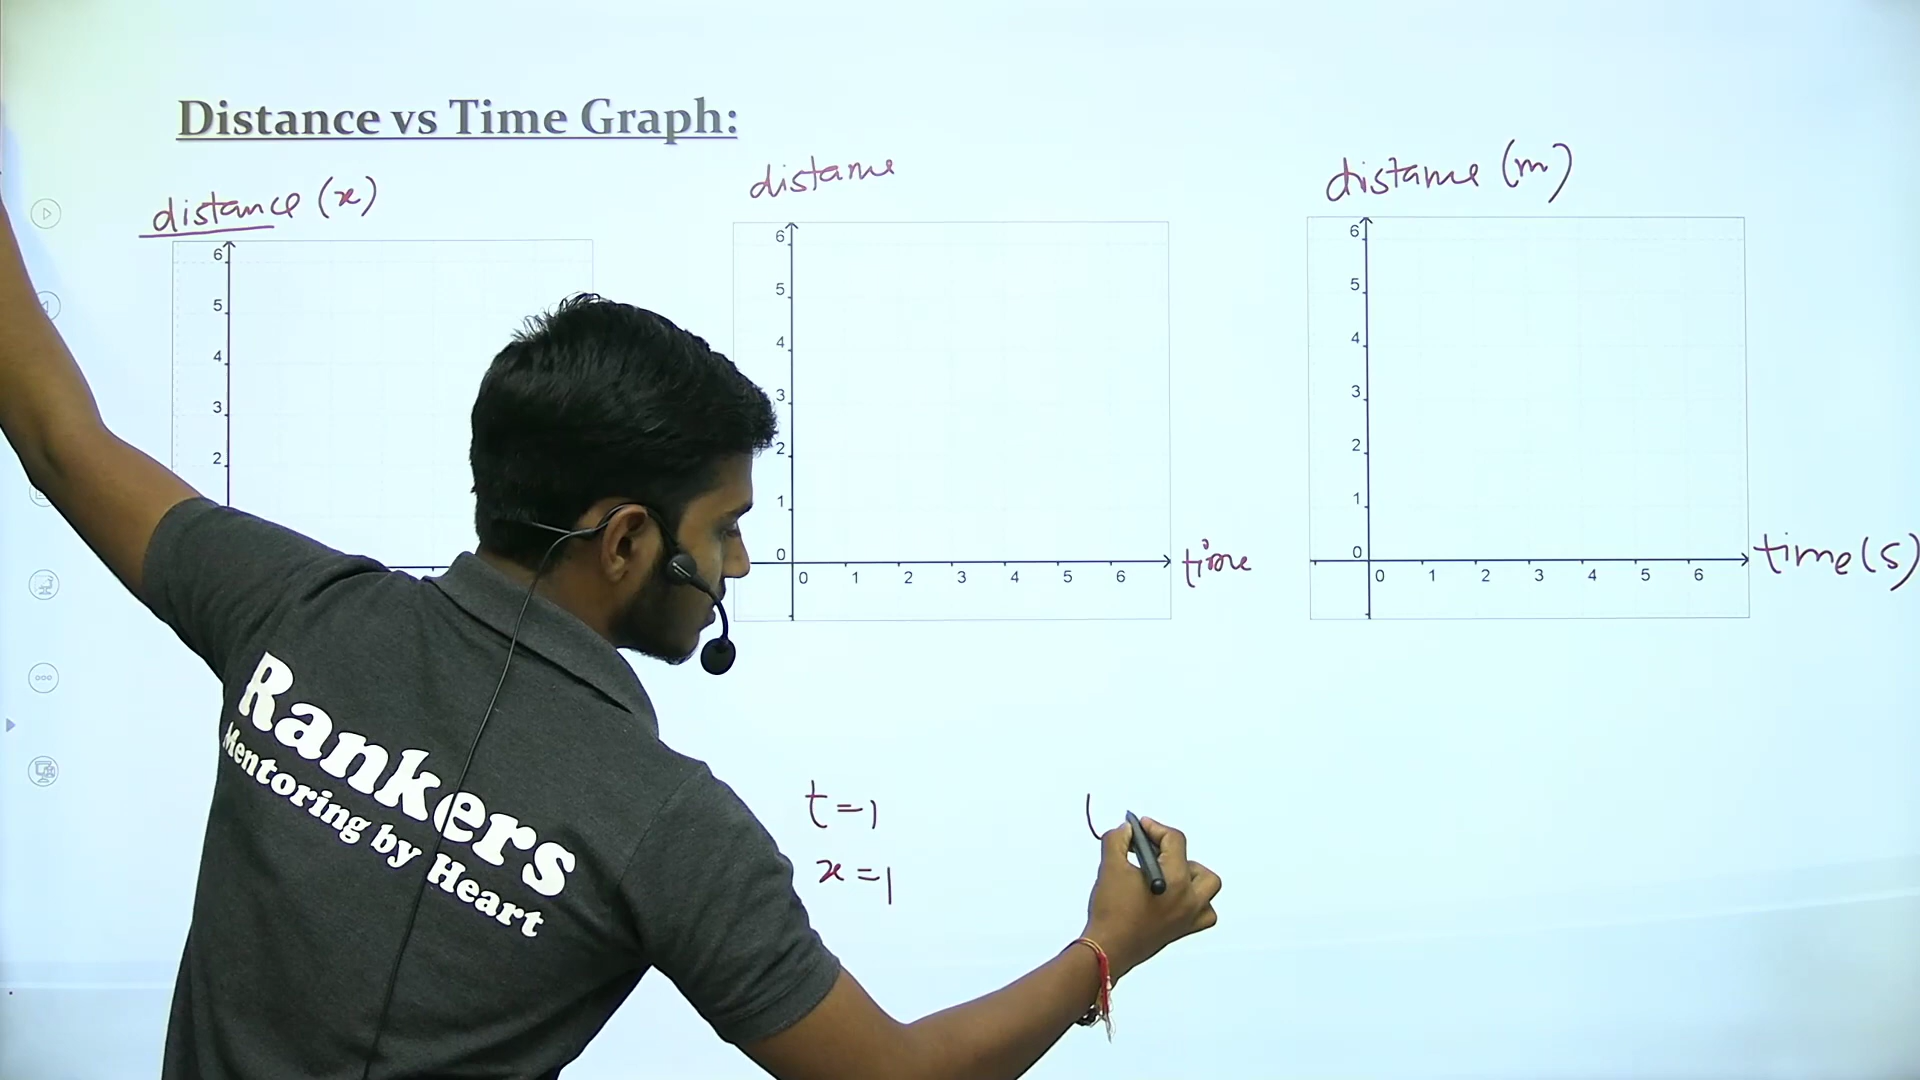 Distance vs Time Graph:
distance (x)
6
5
4
3
2
distame
6
5
4
3
2
1
0
0 1 2 3 4 5 6
time
distame (m)
6
5
4
3
2
1
0
0 1 2 3 4 5 6
time (s)
t = 1
x = 1
(
Rankers
Mentoring by Heart